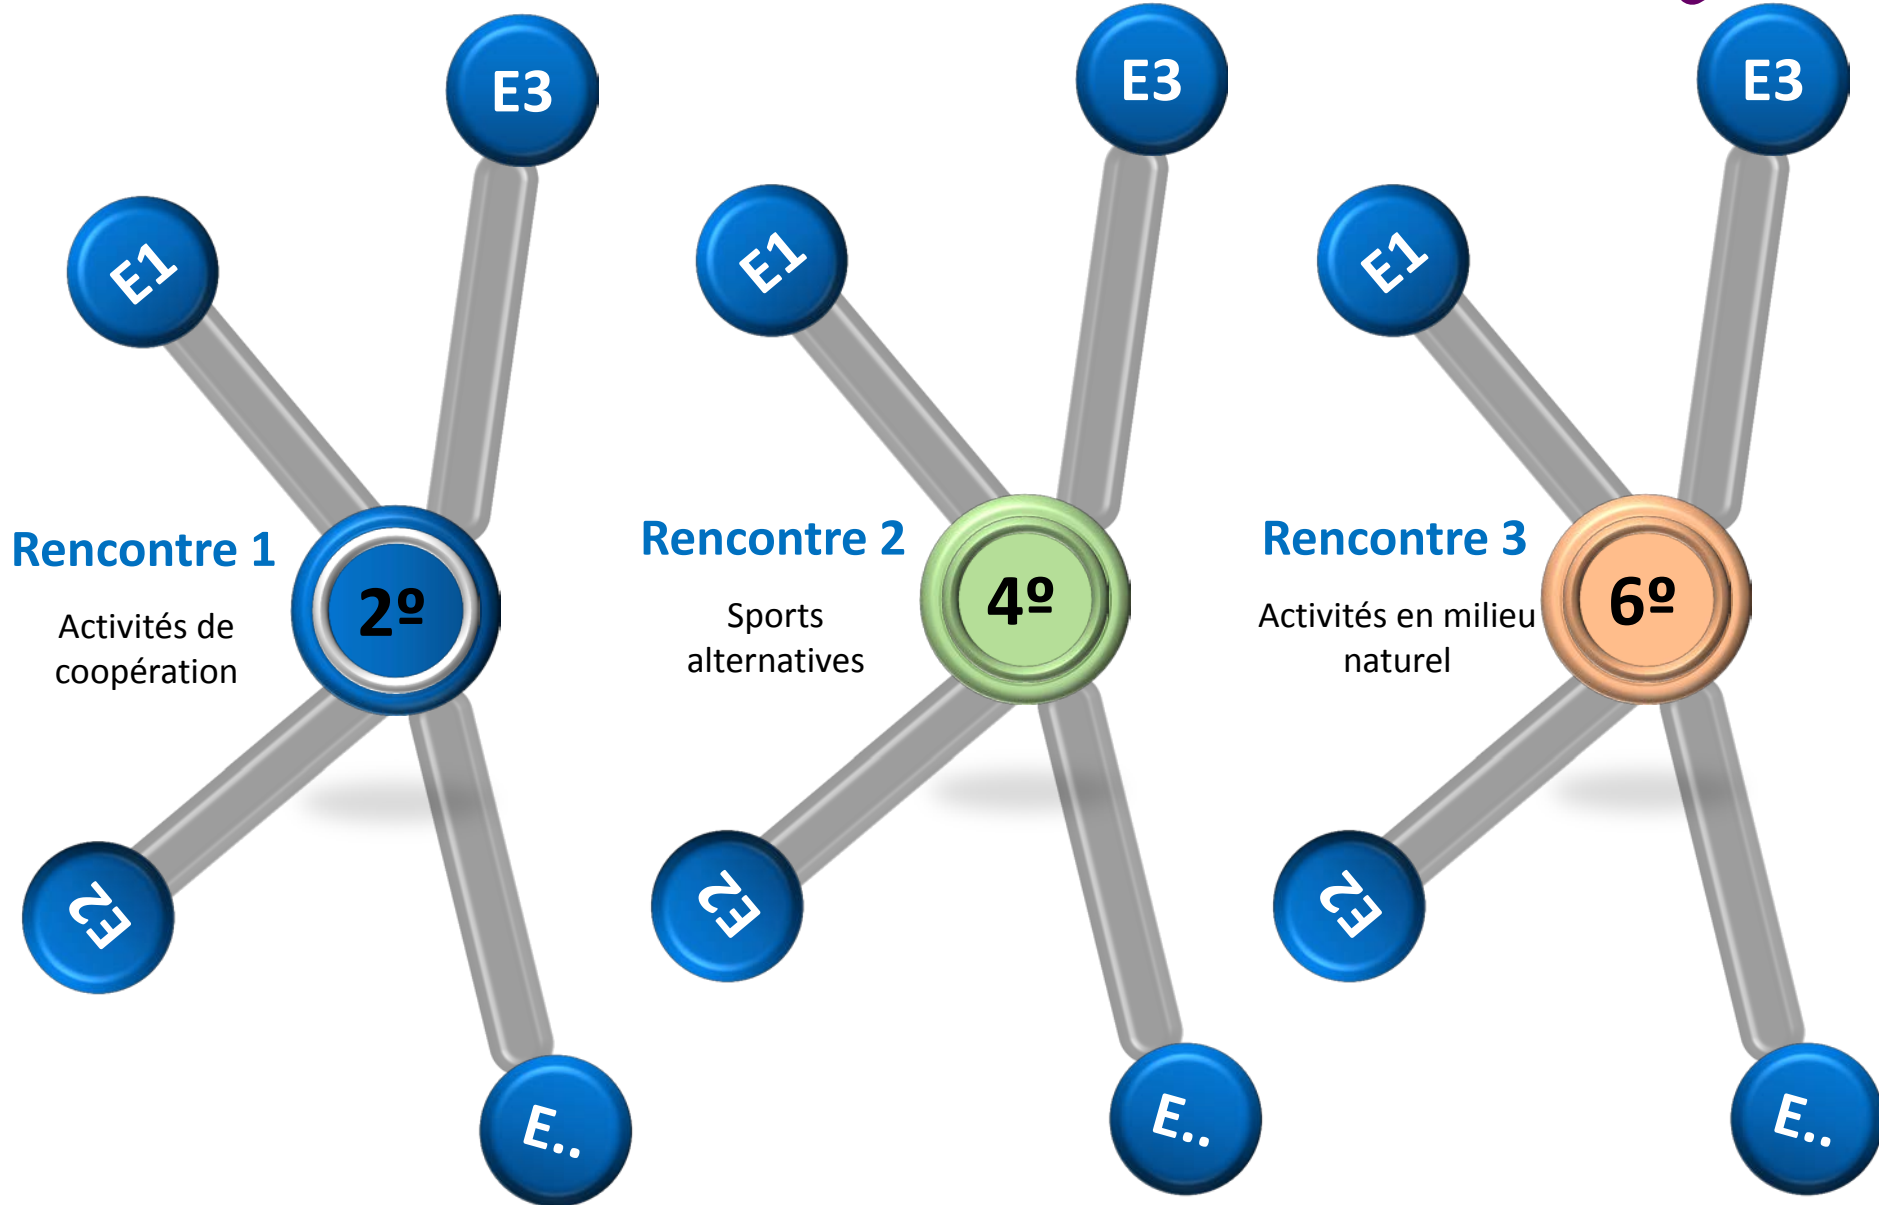 E3
E1
Rencontre 1
Activités de
coopération
2º
E2
E..
E3
E1
Rencontre 2
Sports
alternatives
4º
E2
E..
E3
E1
Rencontre 3
Activités en milieu
naturel
6º
E2
E..